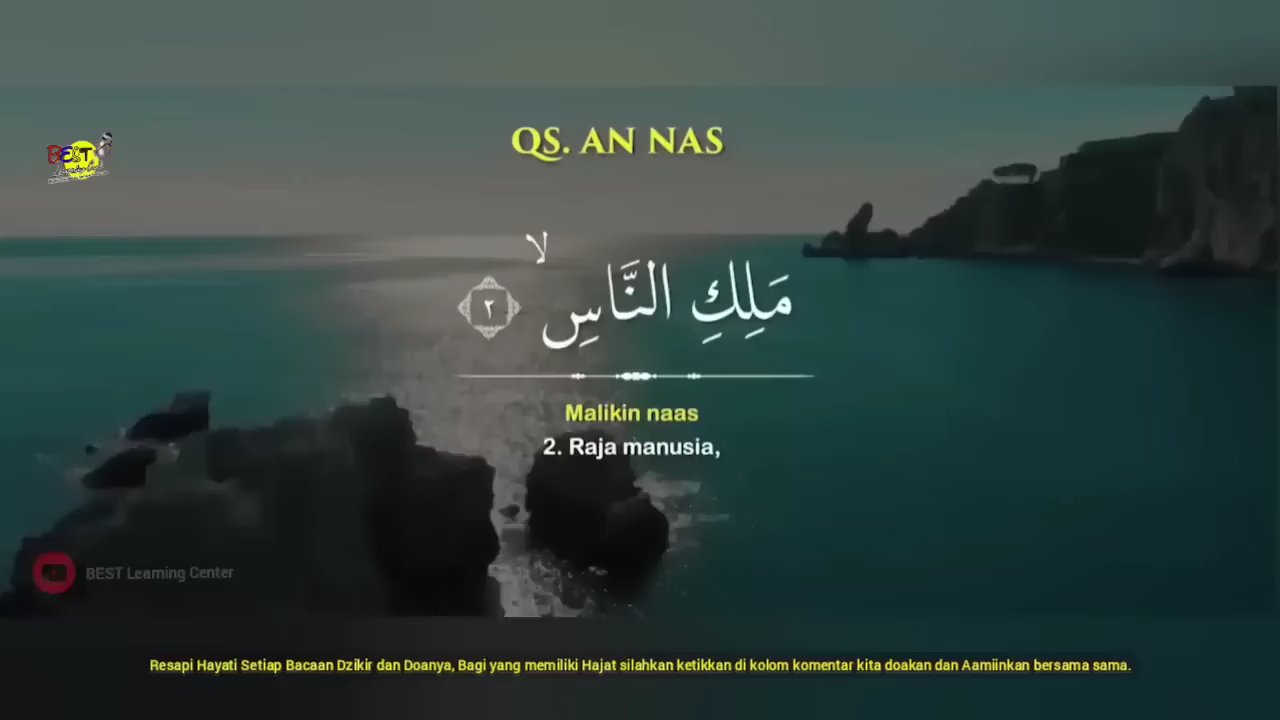 BEST
QS. AN NAS
مَلِكِ النَّاسِ ۙ ٢
Malikin naas
2. Raja manusia,
BEST Learning Center
Resapi Hayati Setiap Bacaan Dzikir dan Doanya, Bagi yang memiliki Hajat silahkan ketikkan di kolom komentar kita doakan dan Aamiinkan bersama sama.